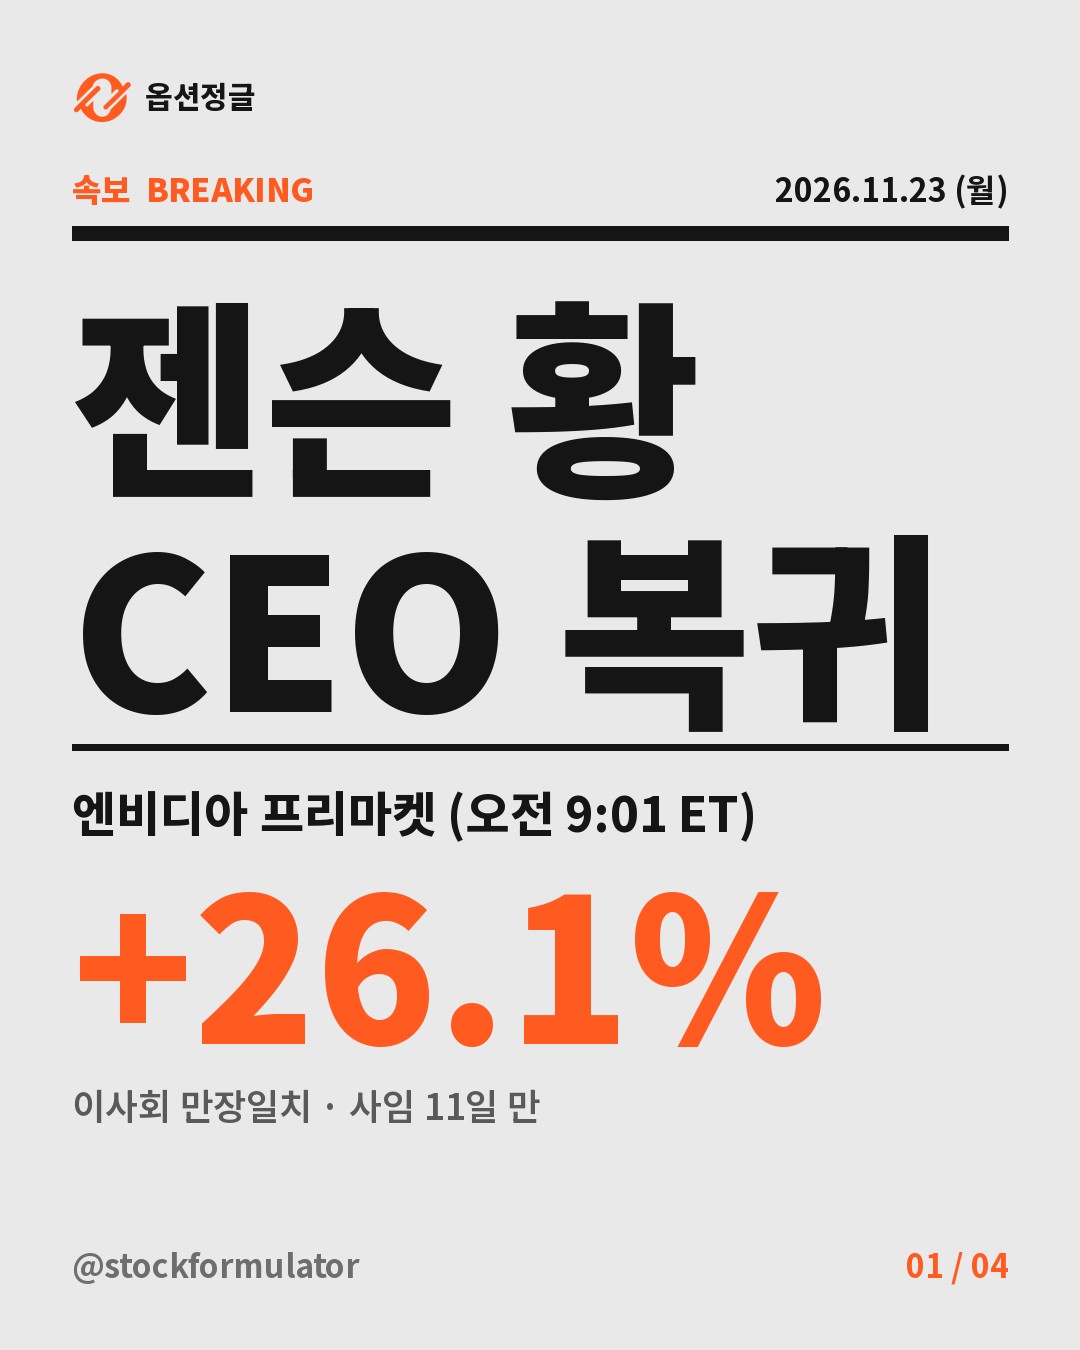 옵션정글
속보 BREAKING
2026.11.23 (월)
젠슨 황
CEO 복귀
엔비디아 프리마켓 (오전 9:01 ET)
+26.1%
이사회 만장일치 · 사임 11일 만
@stockformulator
01 / 04